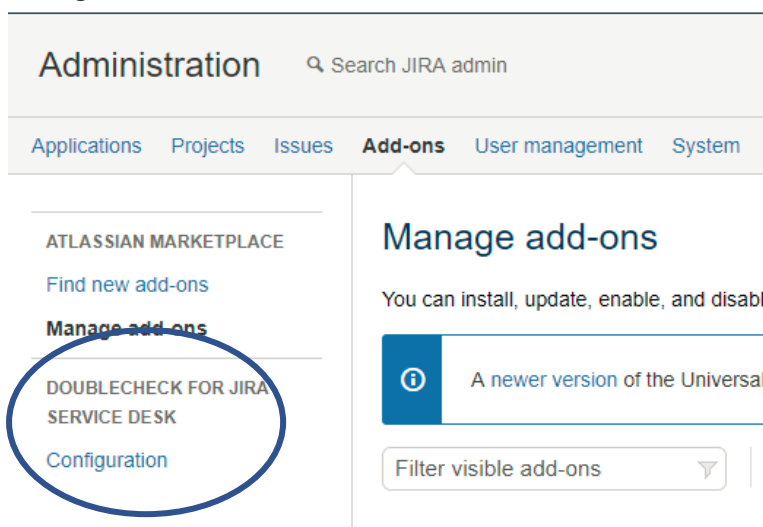 Administration
Search JIRA admin
Applications Projects Issues Add-ons User management System
ATLASSIAN MARKETPLACE
Find new add-ons
Manage add-ons
DOUBLECHECK FOR JIRA
SERVICE DESK
Configuration
Manage add-ons
You can install, update, enable, and disabl
A newer version of the Universal
Filter visible add-ons